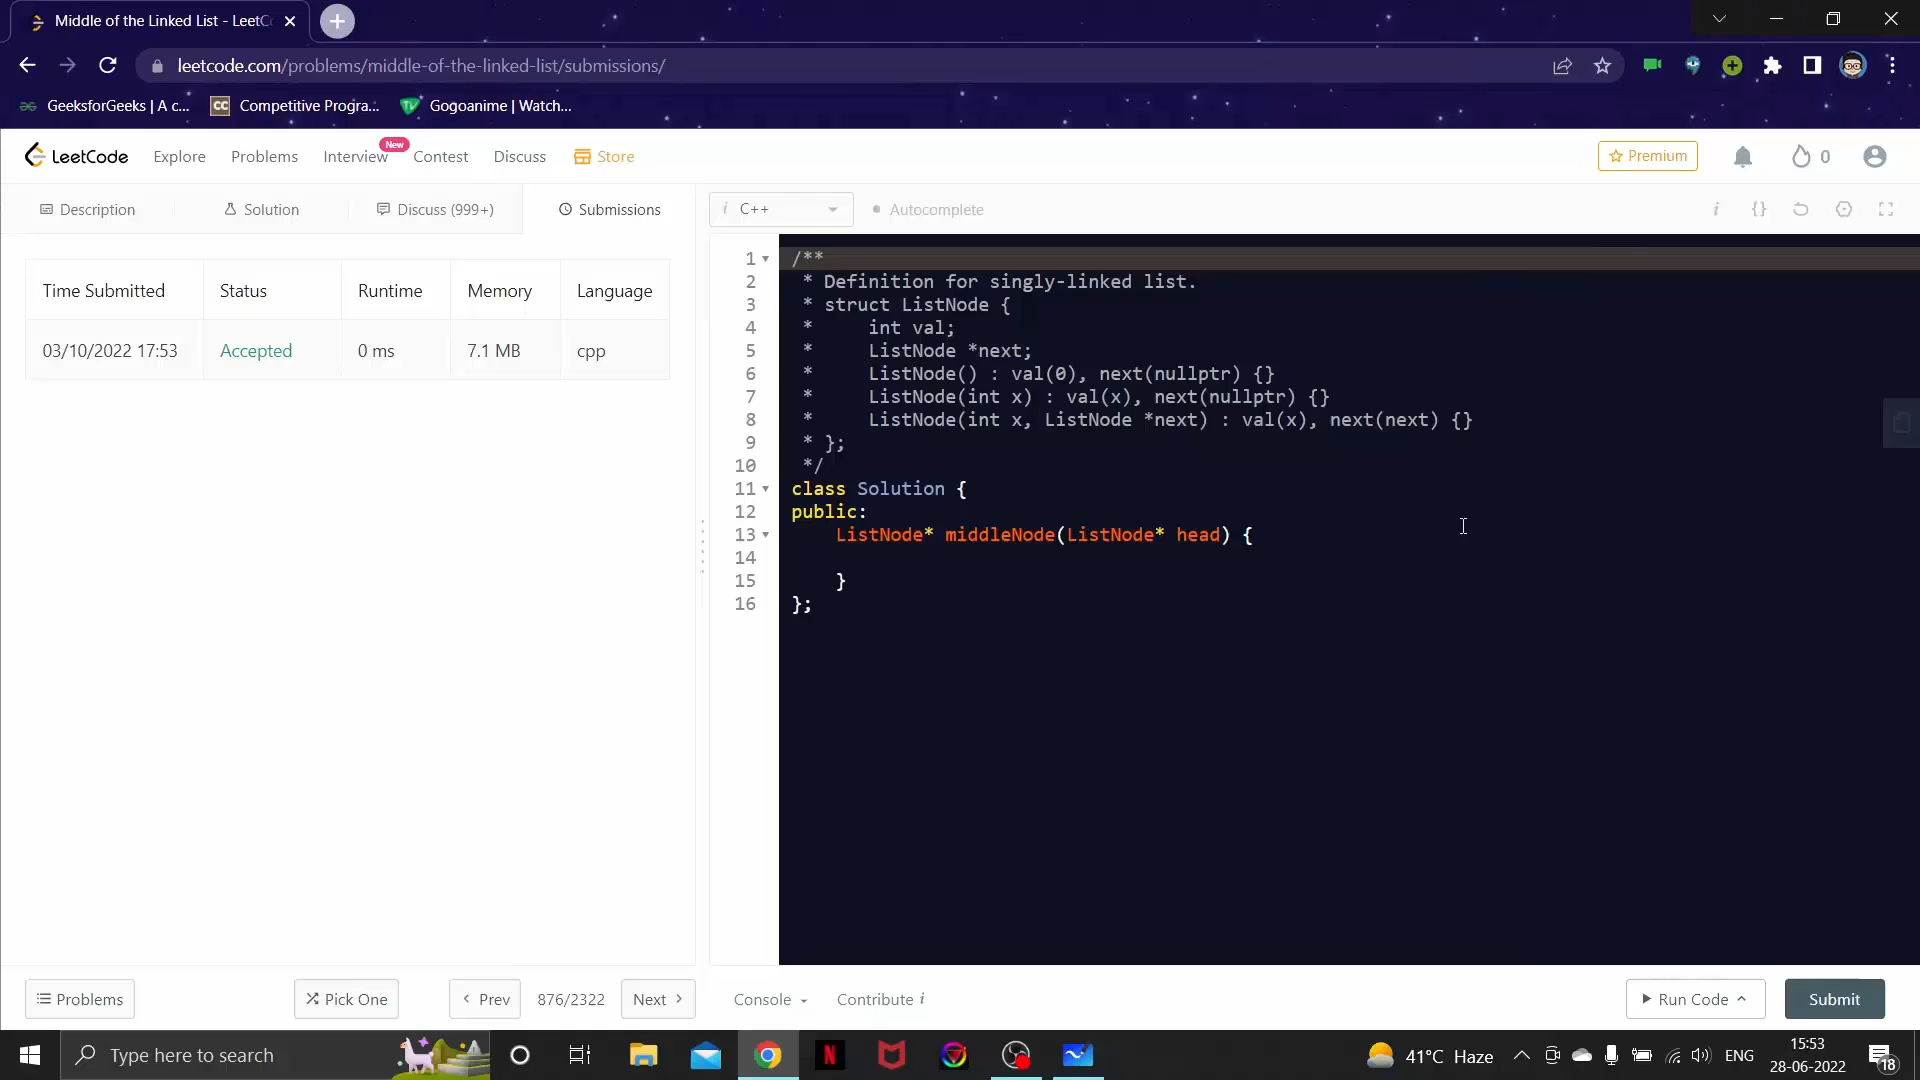 Middle of the Linked List - LeetC
leetcode.com/problems/middle-of-the-linked-list/submissions/
GeeksforGeeks | A c... CC Competitive Progra... Gogoanime | Watch...
LeetCode Explore Problems Interview New Contest Discuss Store Premium 0
Description Solution Discuss (999+) Submissions i C++ Autocomplete i {}
Time Submitted Status Runtime Memory Language
03/10/2022 17:53 Accepted 0 ms 7.1 MB cpp
1 /**
2 * Definition for singly-linked list.
3 * struct ListNode {
4 * int val;
5 * ListNode *next;
6 * ListNode() : val(0), next(nullptr) {}
7 * ListNode(int x) : val(x), next(nullptr) {}
8 * ListNode(int x, ListNode *next) : val(x), next(next) {}
9 * };
10 */
11 class Solution {
12 public:
13 ListNode* middleNode(ListNode* head) {
14
15 }
16 };
Problems Pick One Prev 876/2322 Next Console Contribute i Run Code Submit
Type here to search N 41°C Haze ENG 15:53
28-06-2022 18